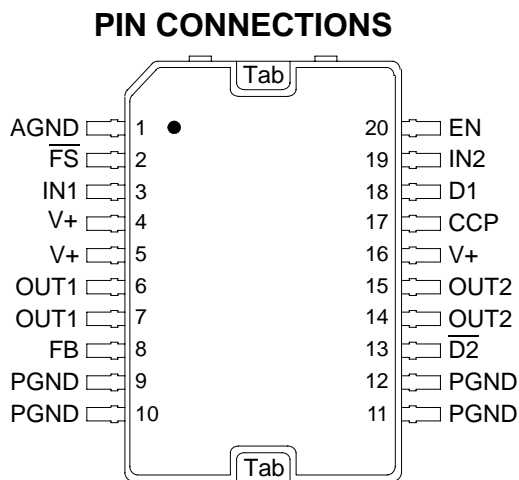 PIN CONNECTIONS
Tab
AGND 1 20 EN
F̅S̅ 2 19 IN2
IN1 3 18 D1
V+ 4 17 CCP
V+ 5 16 V+
OUT1 6 15 OUT2
OUT1 7 14 OUT2
FB 8 13 D̅2̅
PGND 9 12 PGND
PGND 10 11 PGND
Tab